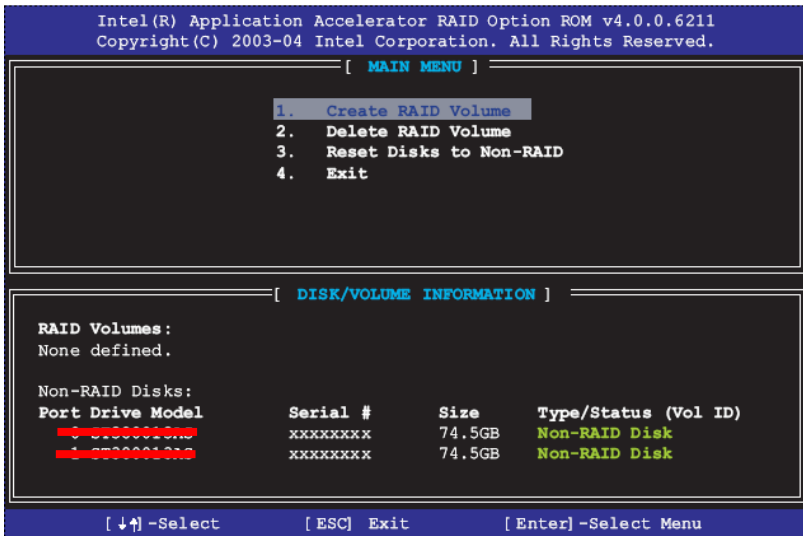 Intel(R) Application Accelerator RAID Option ROM v4.0.0.6211
Copyright(C) 2003-04 Intel Corporation. All Rights Reserved.
[ MAIN MENU ]
1. Create RAID Volume
2. Delete RAID Volume
3. Reset Disks to Non-RAID
4. Exit
[ DISK/VOLUME INFORMATION ]
RAID Volumes:
None defined.
Non-RAID Disks:
Port Drive Model Serial # Size Type/Status (Vol ID)
xxxxxxxx 74.5GB Non-RAID Disk
xxxxxxxx 74.5GB Non-RAID Disk
[↓↑]-Select [ESC] Exit [Enter]-Select Menu